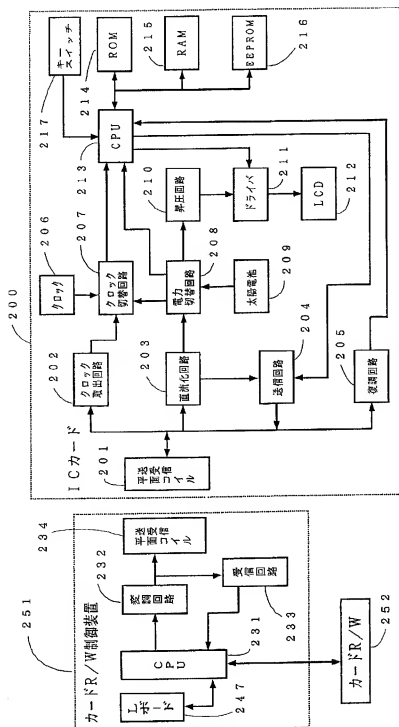 251
カードR/W制御装置
247
Lボード
231
CPU
232
変調回路
233
受信回路
234
送受信
平面コイル
252
カードR/W
200
ICカード
201
送受信
平面コイル
202
クロック
取出回路
203
直流化回路
204
送信回路
205
復調回路
206
クロック
207
クロック
切替回路
208
電力
切替回路
209
太陽電池
210
昇圧回路
211
ドライバ
212
LCD
213
CPU
214
ROM
215
RAM
216
EEPROM
217
キー
スイッチ